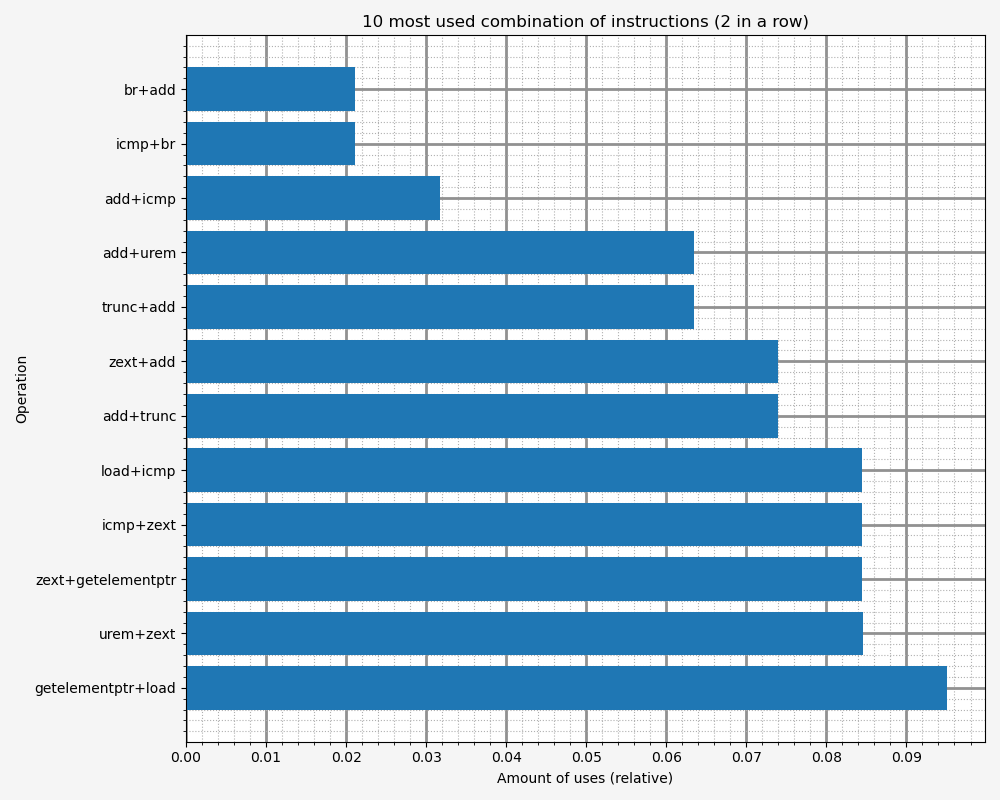 10 most used combination of instructions (2 in a row)
br+add
icmp+br
add+icmp
add+urem
trunc+add
zext+add
add+trunc
load+icmp
icmp+zext
zext+getelementptr
urem+zext
getelementptr+load
Operation
0.00 0.01 0.02 0.03 0.04 0.05 0.06 0.07 0.08 0.09
Amount of uses (relative)